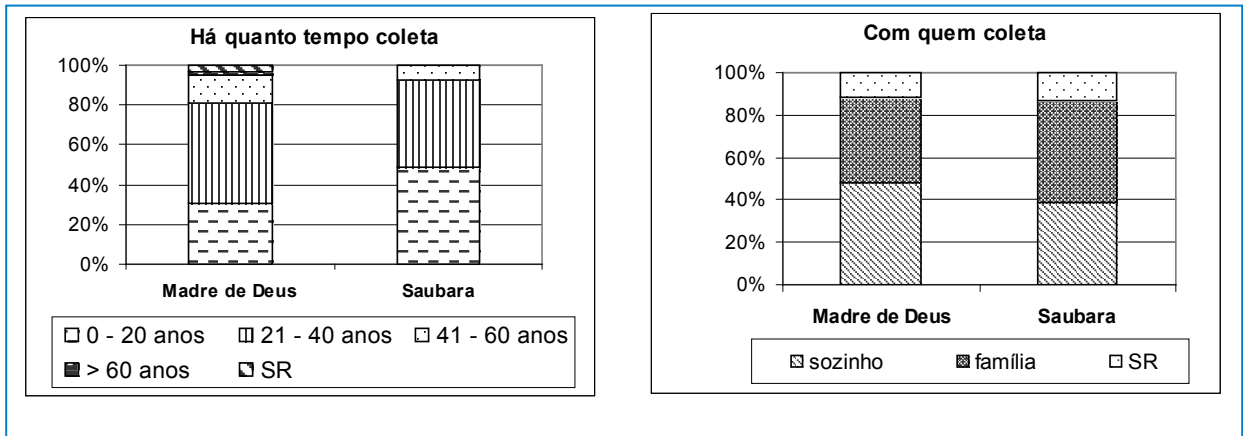 Há quanto tempo coleta
100%
80%
60%
40%
20%
0%
Madre de Deus Saubara
0 - 20 anos 21 - 40 anos 41 - 60 anos
> 60 anos SR
Com quem coleta
100%
80%
60%
40%
20%
0%
Madre de Deus Saubara
sozinho família SR